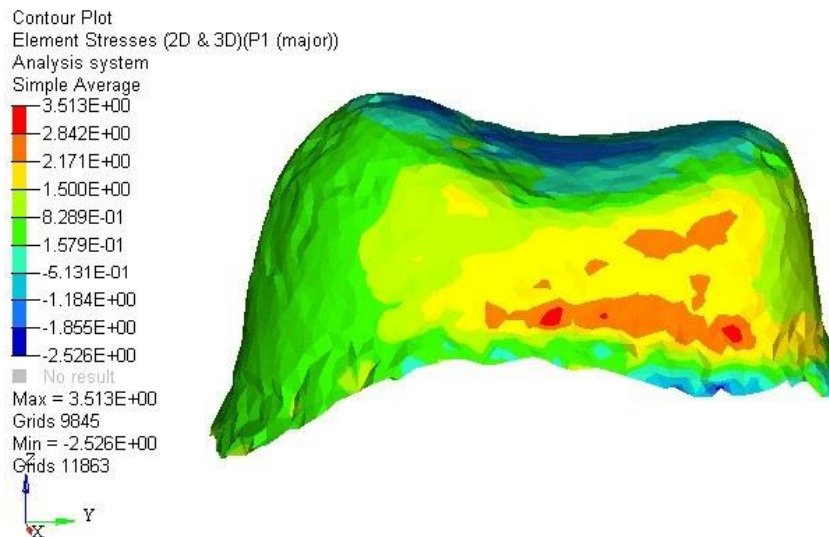 Contour Plot
Element Stresses (2D & 3D)(P1 (major))
Analysis system
Simple Average
3.513E+00
2.842E+00
2.171E+00
1.500E+00
8.289E-01
1.579E-01
-5.131E-01
-1.184E+00
-1.855E+00
-2.526E+00
No result
Max = 3.513E+00
Grids 9845
Min = -2.526E+00
Grids 11863
Z
Y
X